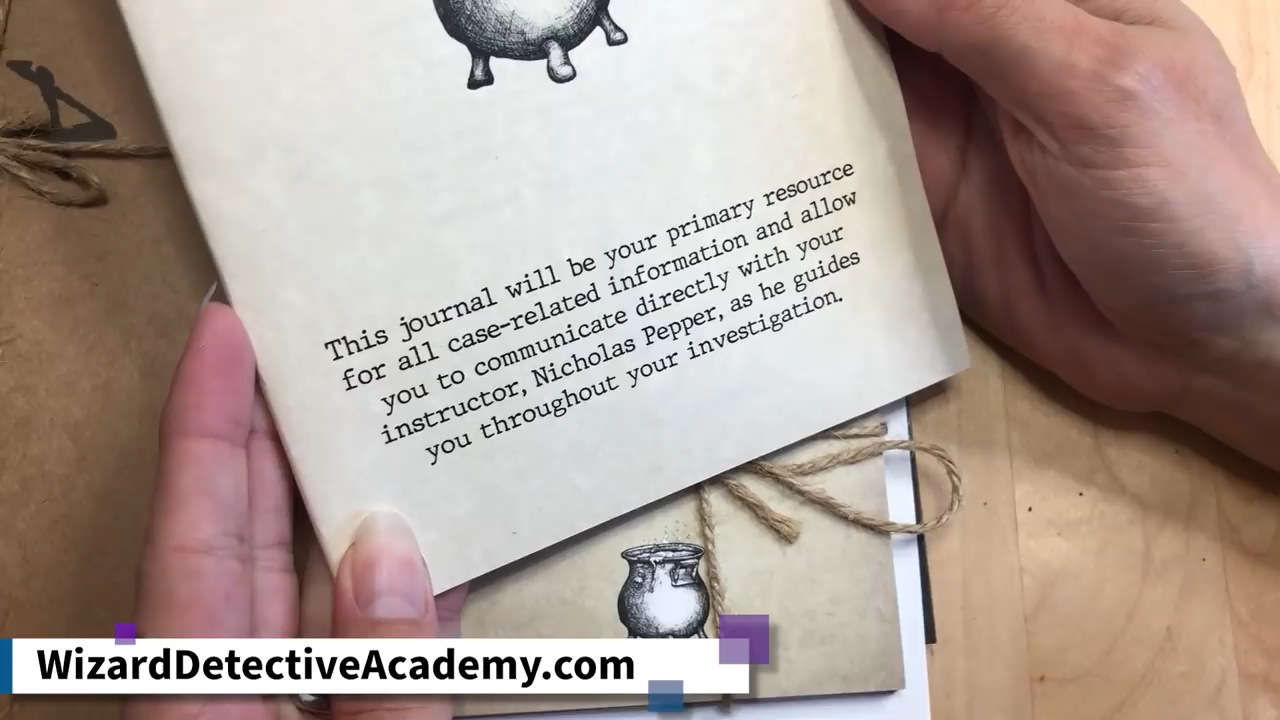 This journal will be your primary resource
for all case-related information and allow
you to communicate directly with your
instructor, Nicholas Pepper, as he guides
you throughout your investigation.
WizardDetectiveAcademy.com